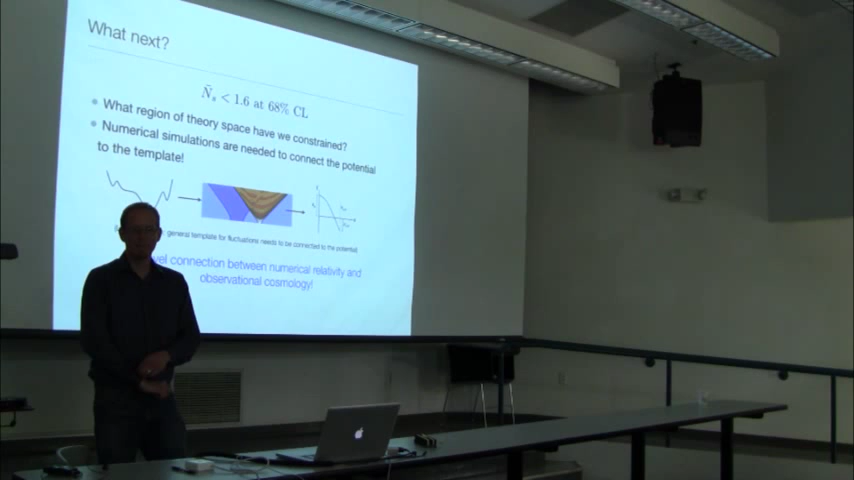 What next?
N̄s < 1.6 at 68% CL
• What region of theory space have we constrained?
• Numerical simulations are needed to connect the potential
to the template!
general template for fluctuations needs to be connected to the potential
connection between numerical relativity and
observational cosmology!